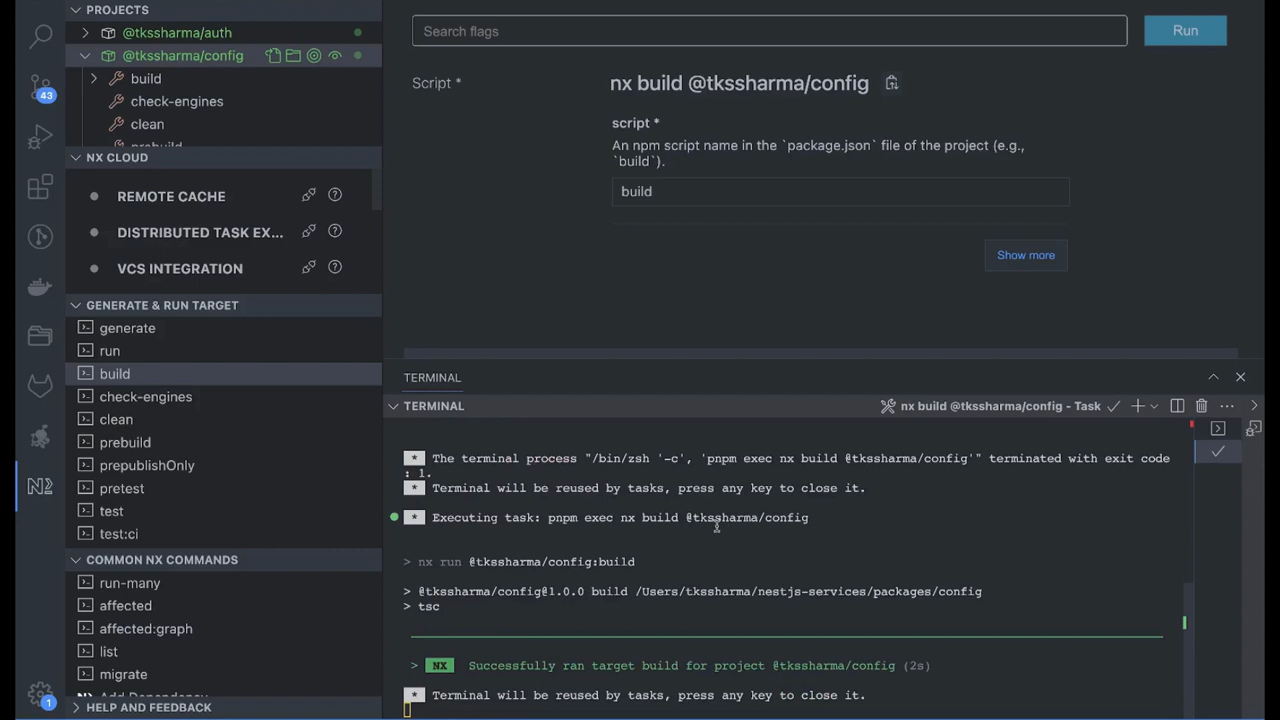 PROJECTS
@tkssharma/auth
@tkssharma/config
build
check-engines
clean
prebuild
NX CLOUD
REMOTE CACHE
DISTRIBUTED TASK EX...
VCS INTEGRATION
GENERATE & RUN TARGET
generate
run
build
check-engines
clean
prebuild
prepublishOnly
pretest
test
test:ci
COMMON NX COMMANDS
run-many
affected
affected:graph
list
migrate
Add Dependency
HELP AND FEEDBACK
43
1
Search flags
Run
Script *
nx build @tkssharma/config
script *
An npm script name in the `package.json` file of the project (e.g.,
`build`).
build
Show more
TERMINAL
TERMINAL
nx build @tkssharma/config - Task
* The terminal process "/bin/zsh '-c', 'pnpm exec nx build @tkssharma/config'" terminated with exit code
: 1.
* Terminal will be reused by tasks, press any key to close it.
* Executing task: pnpm exec nx build @tkssharma/config
> nx run @tkssharma/config:build
> @tkssharma/config@1.0.0 build /Users/tkssharma/nestjs-services/packages/config
> tsc
> NX Successfully ran target build for project @tkssharma/config (2s)
* Terminal will be reused by tasks, press any key to close it.